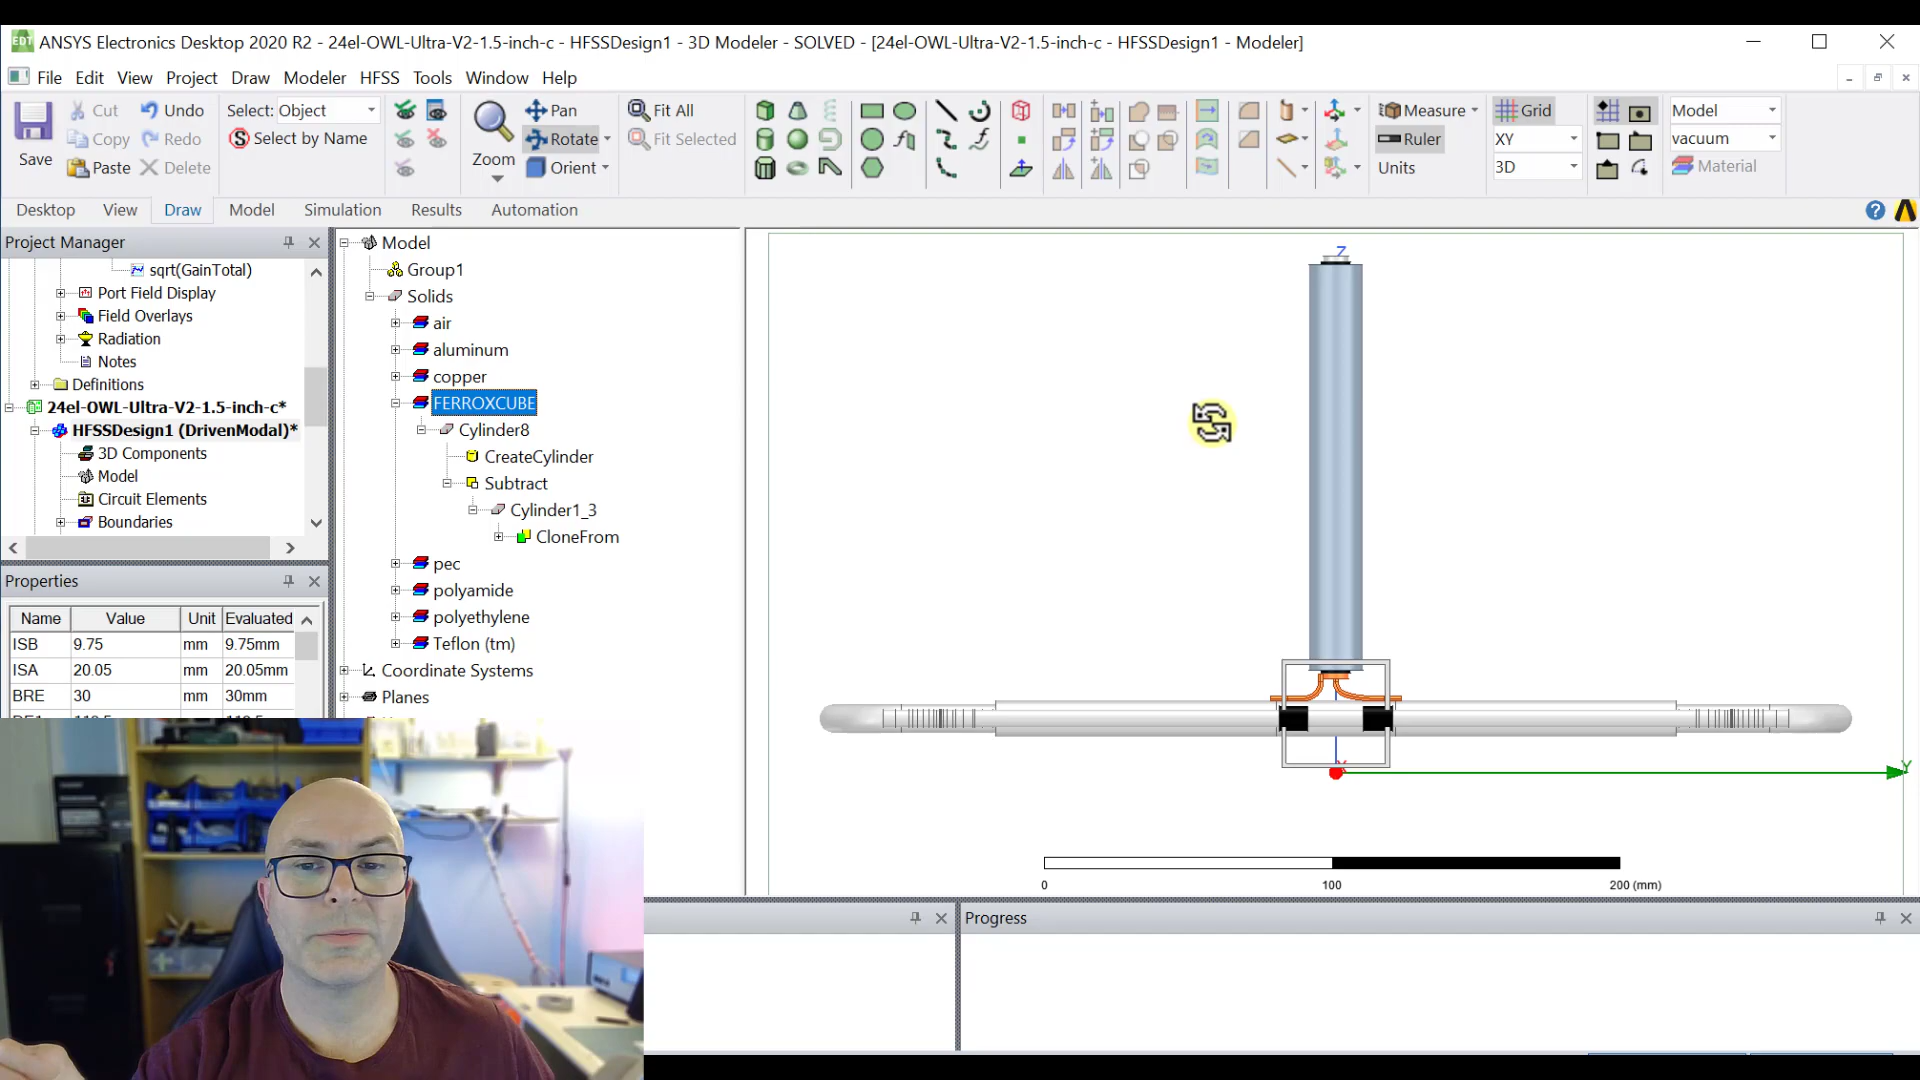 EDT ANSYS Electronics Desktop 2020 R2 - 24el-OWL-Ultra-V2-1.5-inch-c - HFSSDesign1 - 3D Modeler - SOLVED - [24el-OWL-Ultra-V2-1.5-inch-c - HFSSDesign1 - Modeler]
File Edit View Project Draw Modeler HFSS Tools Window Help
Save
Cut
Copy
Paste
Undo
Redo
Delete
Select: Object
Select by Name
Zoom
Pan
Rotate
Orient
Fit All
Fit Selected
Measure
Ruler
Units
Grid
XY
3D
Model
vacuum
Material
Desktop View Draw Model Simulation Results Automation
Project Manager
sqrt(GainTotal)
Port Field Display
Field Overlays
Radiation
Notes
Definitions
24el-OWL-Ultra-V2-1.5-inch-c*
HFSSDesign1 (DrivenModal)*
3D Components
Model
Circuit Elements
Boundaries
Properties
Name Value Unit Evaluated
ISB 9.75 mm 9.75mm
ISA 20.05 mm 20.05mm
BRE 30 mm 30mm
Model
Group1
Solids
air
aluminum
copper
FERROXCUBE
Cylinder8
CreateCylinder
Subtract
Cylinder1_3
CloneFrom
pec
polyamide
polyethylene
Teflon (tm)
Coordinate Systems
Planes
Z
Y
0 100 200 (mm)
Progress